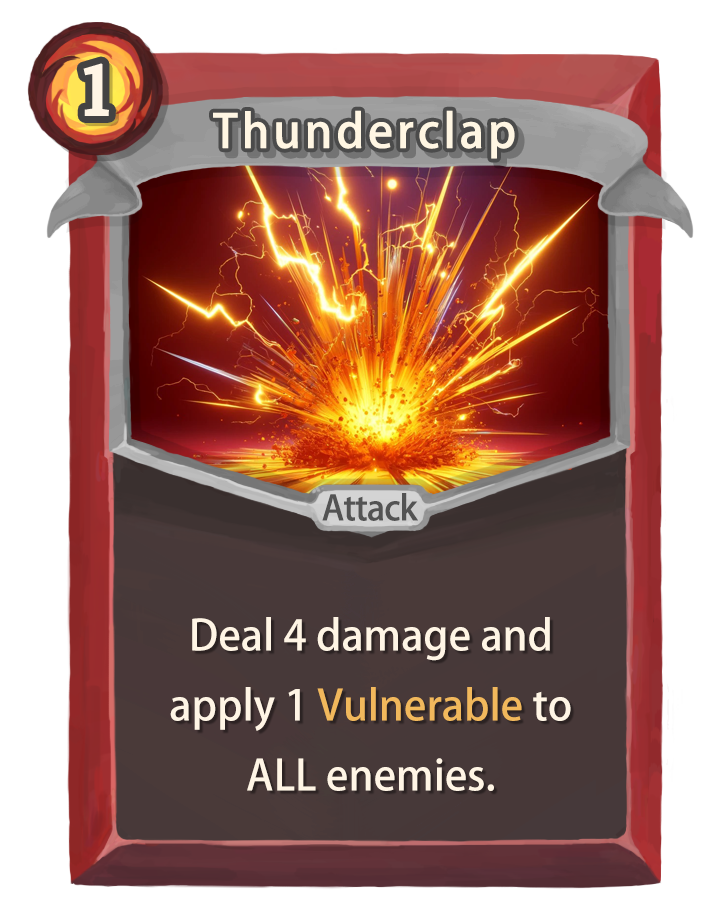 1
Thunderclap
Attack
Deal 4 damage and
apply 1 Vulnerable to
ALL enemies.